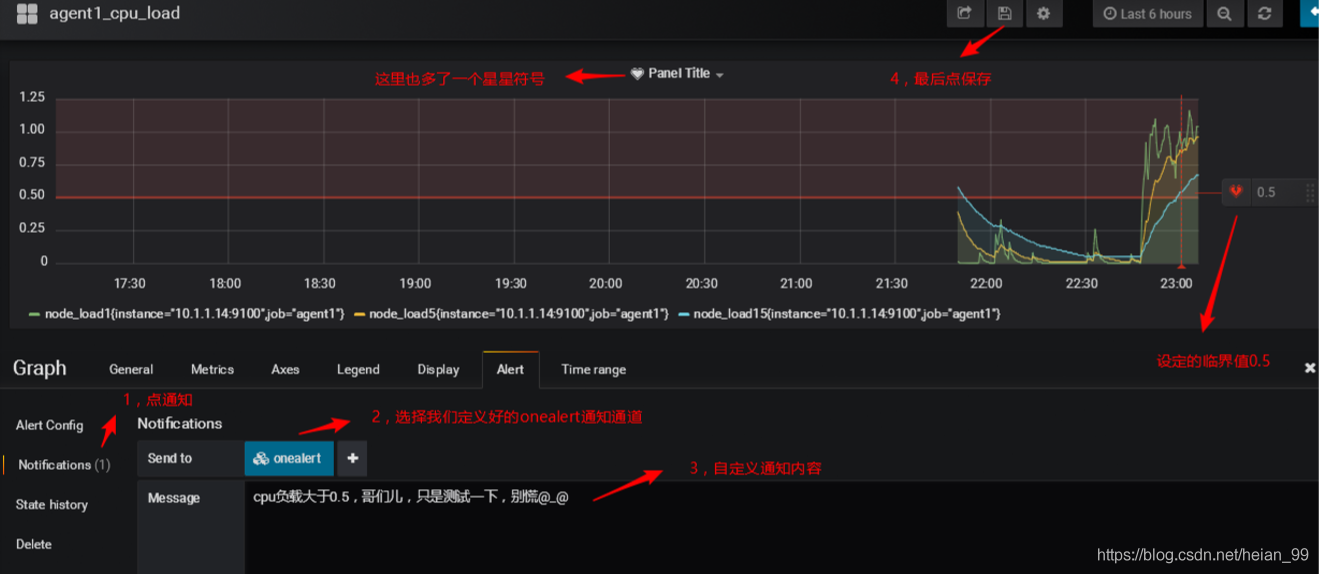 agent1_cpu_load
Last 6 hours
这里也多了一个星星符号
Panel Title
4，最后点保存
1.25
1.00
0.75
0.50
0.25
0
0.5
17:30 18:00 18:30 19:00 19:30 20:00 20:30 21:00 21:30 22:00 22:30 23:00
node_load1{instance="10.1.1.14:9100",job="agent1"} node_load5{instance="10.1.1.14:9100",job="agent1"} node_load15{instance="10.1.1.14:9100",job="agent1"}
设定的临界值0.5
Graph General Metrics Axes Legend Display Alert Time range
1，点通知
2，选择我们定义好的onealert通知通道
Alert Config
Notifications
Notifications (1)
Send to onealert
3，自定义通知内容
Message
cpu负载大于0.5，哥们儿，只是测試一下，别慌@_@
State history
Delete
https://blog.csdn.net/heian_99